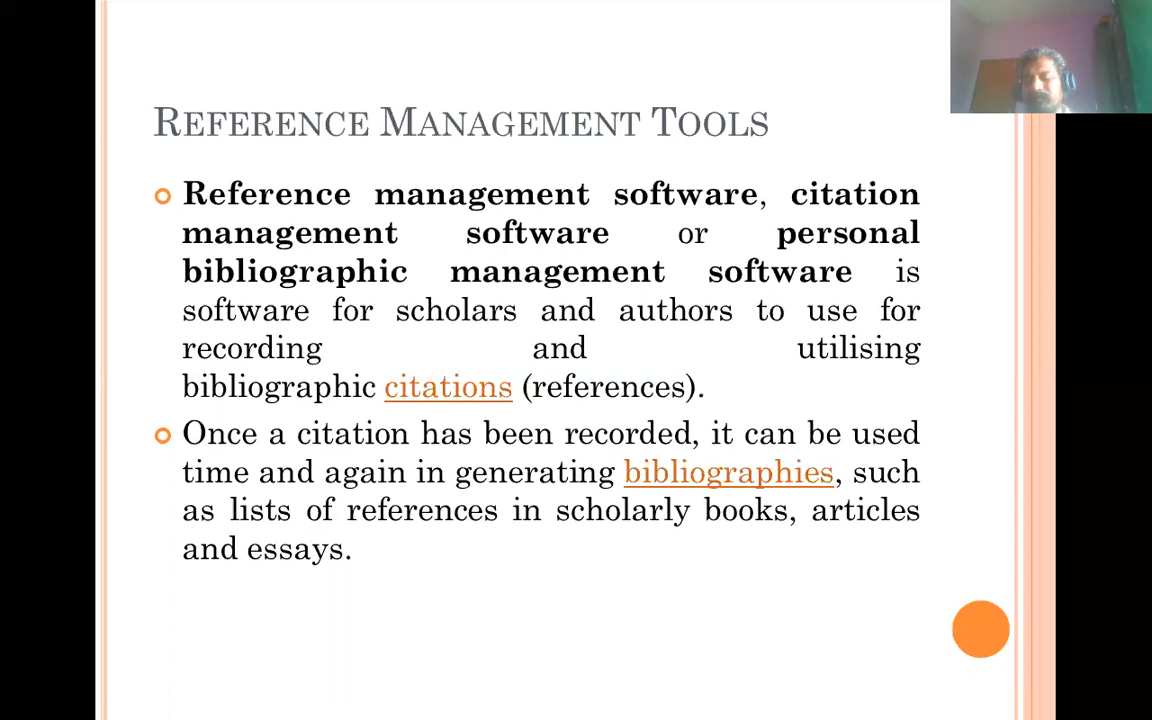 REFERENCE MANAGEMENT TOOLS
Reference management software, citation
management software or personal
bibliographic management software is
software for scholars and authors to use for
recording and utilising
bibliographic citations (references).
Once a citation has been recorded, it can be used
time and again in generating bibliographies, such
as lists of references in scholarly books, articles
and essays.